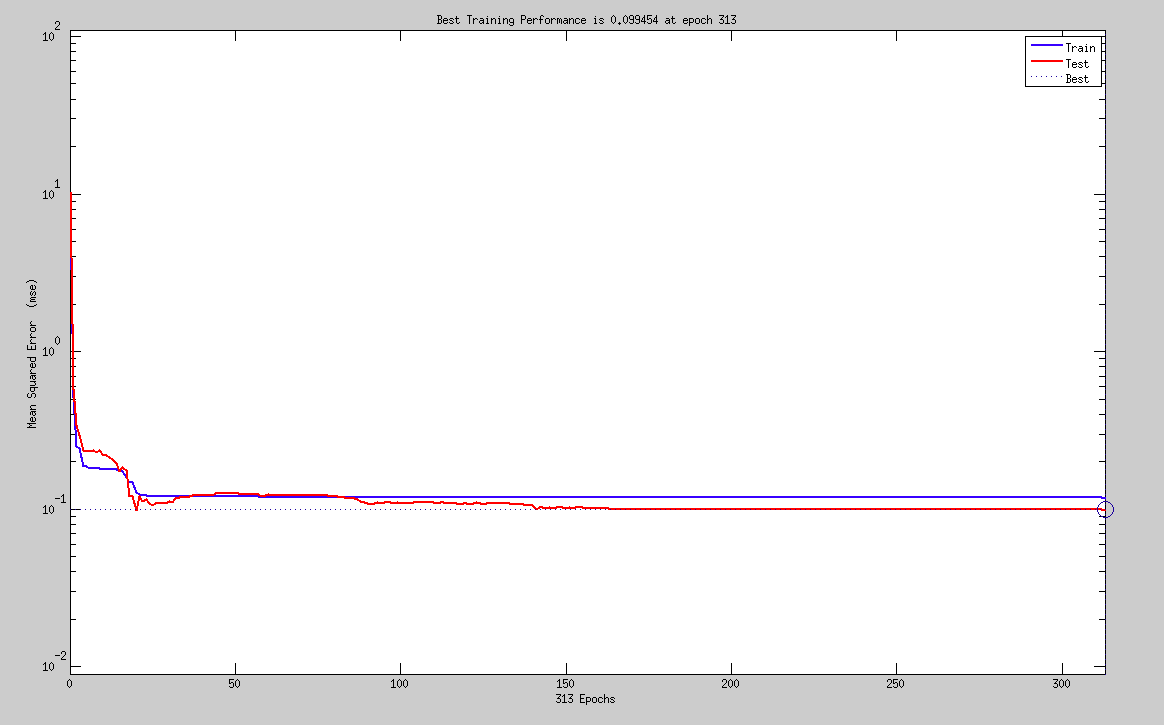 Best Training Performance is 0.099454 at epoch 313
10^2
10^1
10^0
10^-1
10^-2
Mean Squared Error (mse)
Train
Test
Best
0 50 100 150 200 250 300
313 Epochs